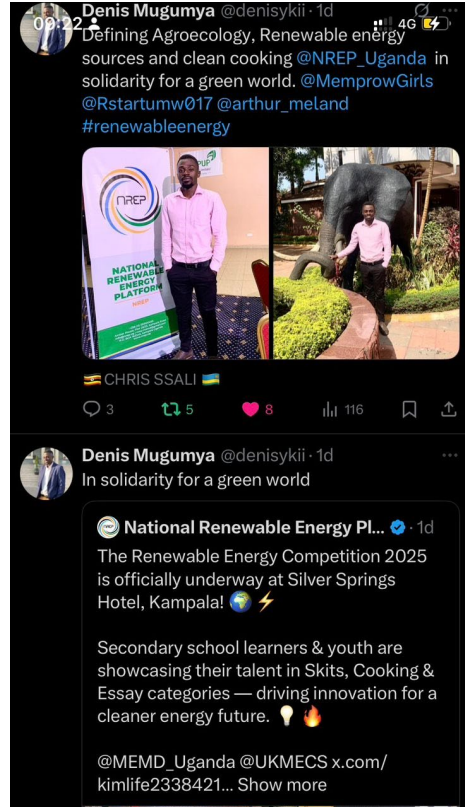 Denis Mugumya @denisykii · 1d
09:22
4G
Defining Agroecology, Renewable energy
sources and clean cooking @NREP_Uganda in
solidarity for a green world. @MemprowGirls
@Rstartumw017 @arthur_meland
#renewableenergy
NREP
NATIONAL
RENEWABLE
ENERGY
PLATFORM
NREP
🇺🇬CHRIS SSALI 🇷🇼
3 5 8 116
Denis Mugumya @denisykii · 1d
In solidarity for a green world
National Renewable Energy Pl... · 1d
The Renewable Energy Competition 2025
is officially underway at Silver Springs
Hotel, Kampala! 🌍⚡
Secondary school learners & youth are
showcasing their talent in Skits, Cooking &
Essay categories — driving innovation for a
cleaner energy future. 💡🔥
@MEMD_Uganda @UKMECS x.com/
kimlife2338421... Show more